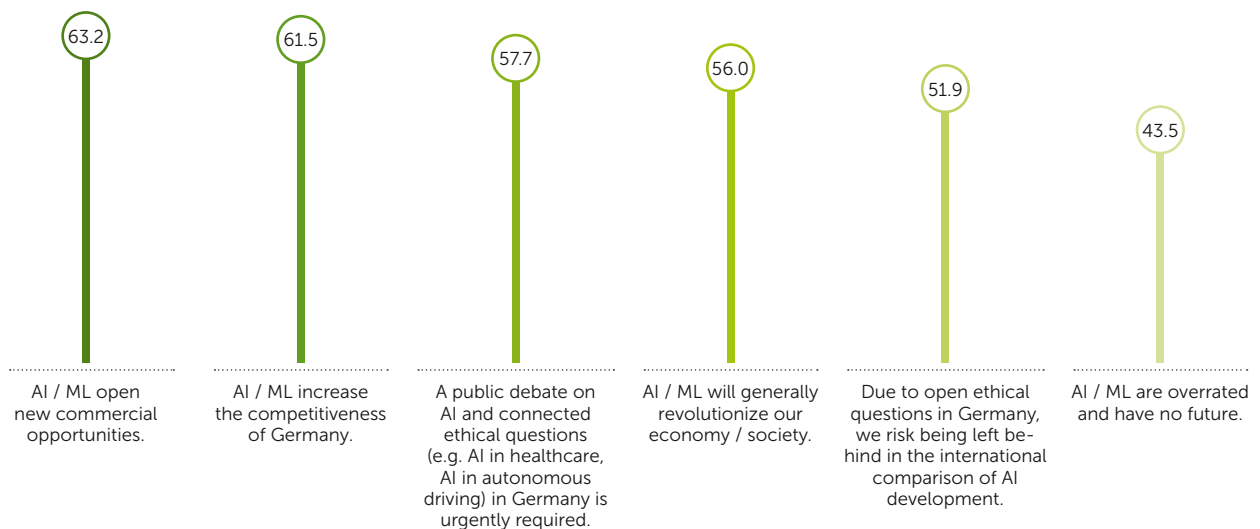 63.2
61.5
57.7
56.0
51.9
43.5
AI / ML open
new commercial
opportunities.
AI / ML increase
the competitiveness
of Germany.
A public debate on
AI and connected
ethical questions
(e.g. AI in healthcare,
AI in autonomous
driving) in Germany is
urgently required.
AI / ML will generally
revolutionize our
economy / society.
Due to open ethical
questions in Germany,
we risk being left be-
hind in the international
comparison of AI
development.
AI / ML are overrated
and have no future.